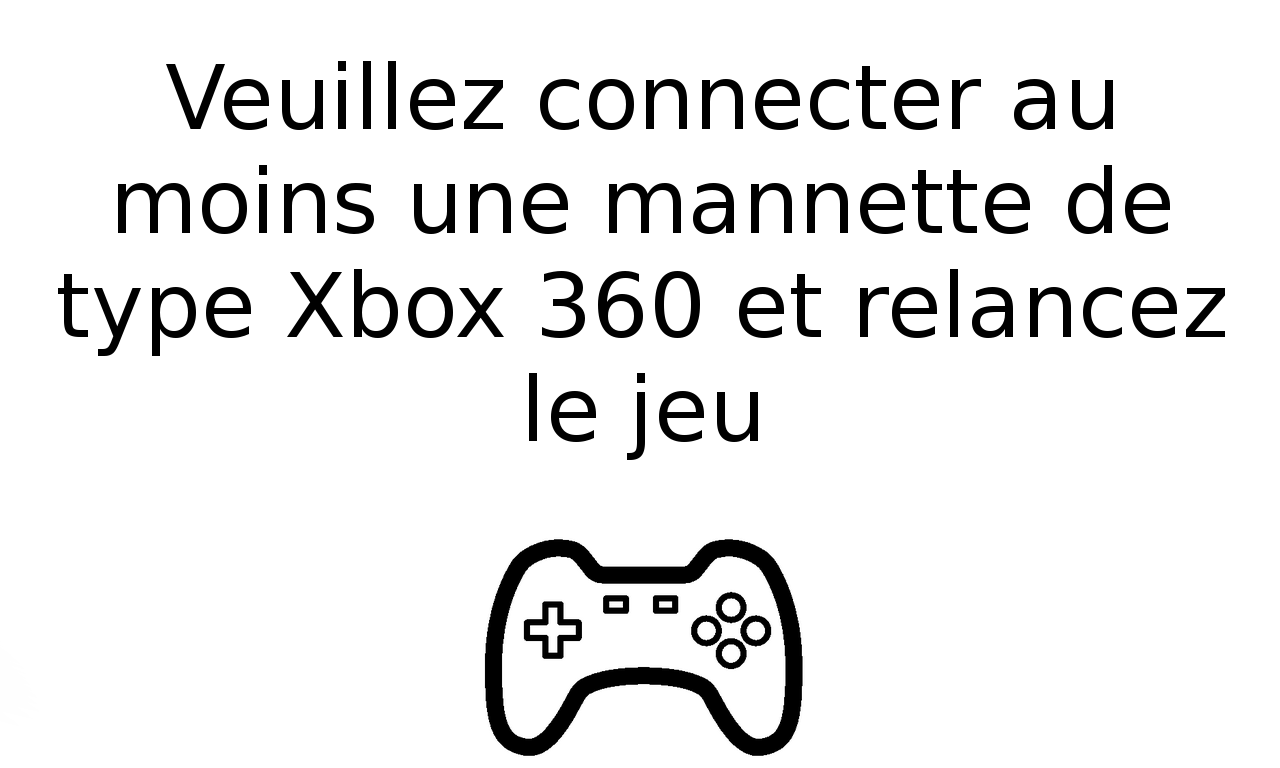 Veuillez connecter au
moins une mannette de
type Xbox 360 et relancez
le jeu